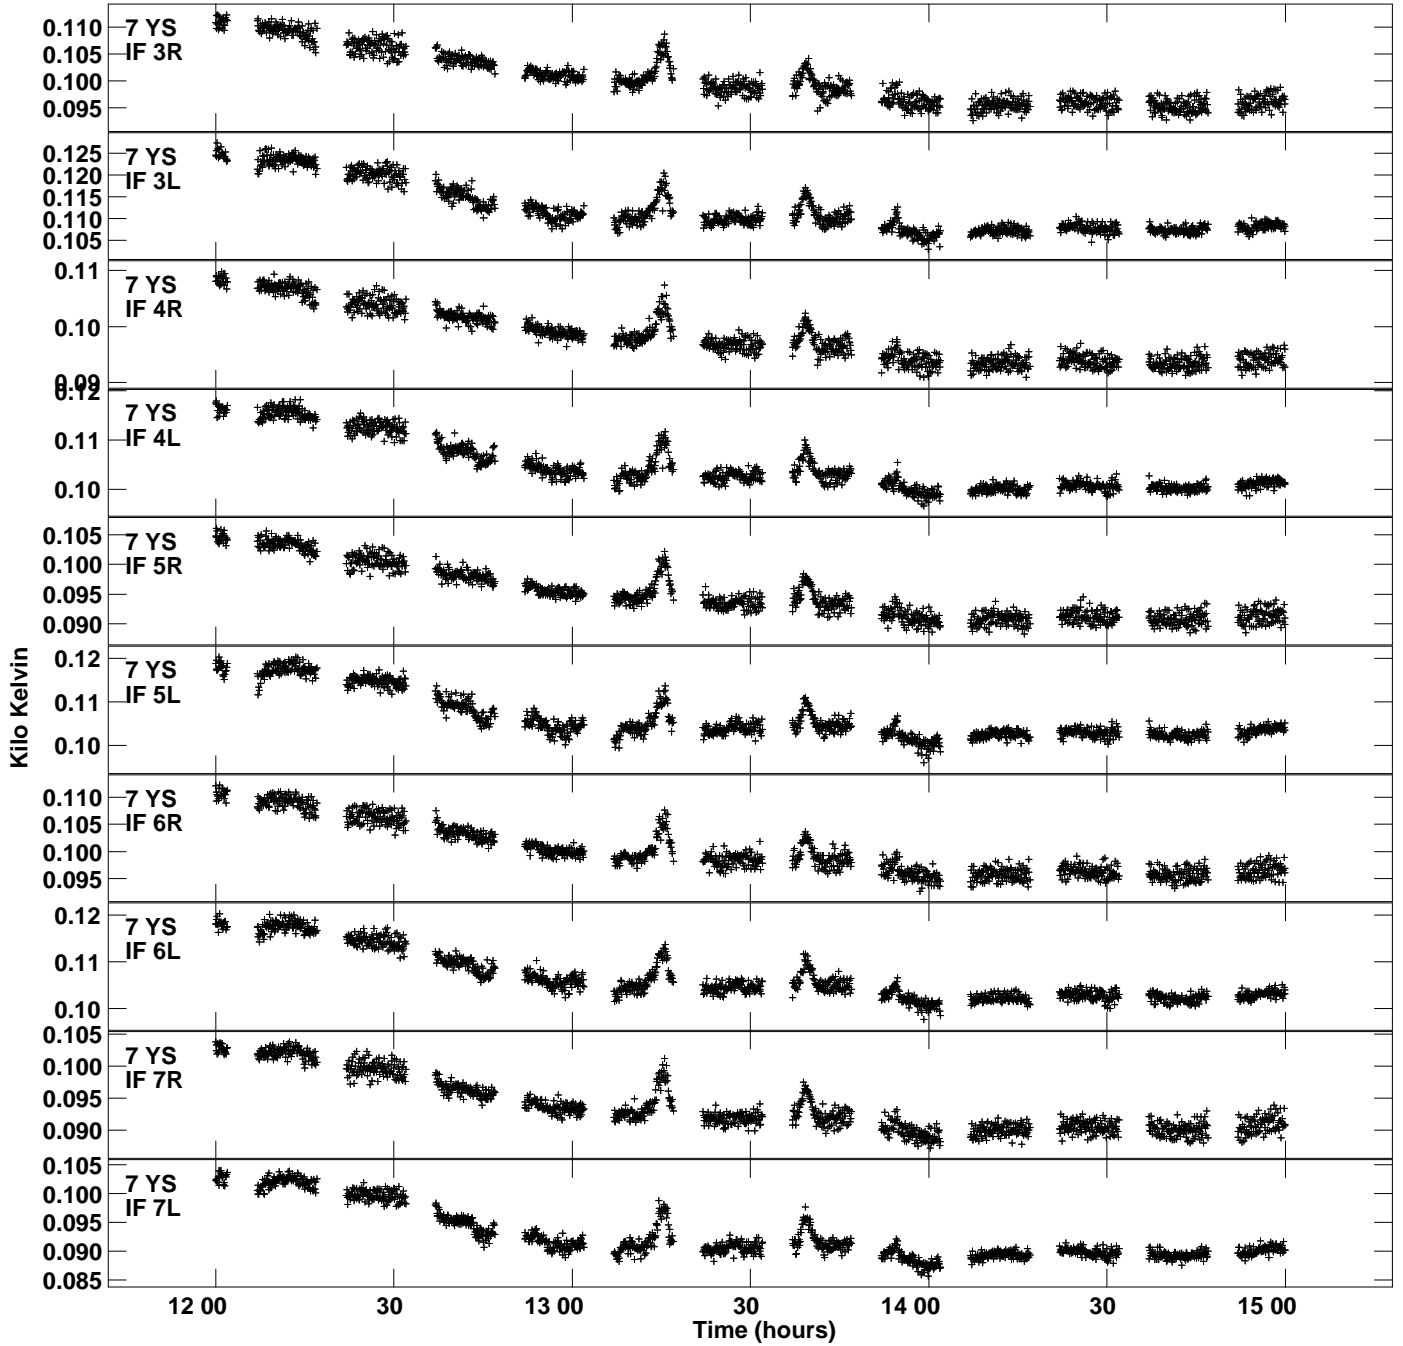 0.110
0.105
0.100
0.095
7 YS
IF 3R
0.125
0.120
0.115
0.110
0.105
7 YS
IF 3L
0.11
0.10
0.09
7 YS
IF 4R
0.12
0.11
0.10
7 YS
IF 4L
0.105
0.100
0.095
0.090
7 YS
IF 5R
0.12
0.11
0.10
7 YS
IF 5L
0.110
0.105
0.100
0.095
7 YS
IF 6R
0.12
0.11
0.10
7 YS
IF 6L
0.105
0.100
0.095
0.090
7 YS
IF 7R
0.105
0.100
0.095
0.090
0.085
7 YS
IF 7L
Kilo Kelvin
12 00 30 13 00 30 14 00 30 15 00
Time (hours)